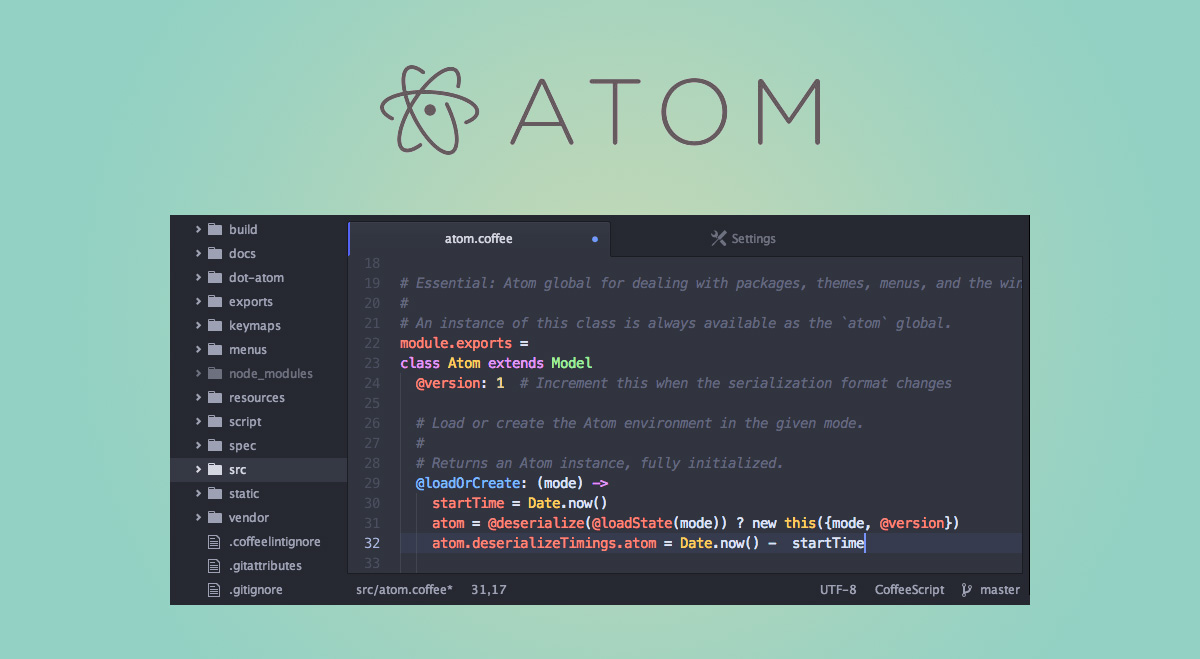 ATOM
build
docs
dot-atom
exports
keymaps
menus
node_modules
resources
script
spec
src
static
vendor
.coffeelintignore
.gitattributes
.gitignore
atom.coffee
Settings
18
19 # Essential: Atom global for dealing with packages, themes, menus, and the win
20 #
21 # An instance of this class is always available as the `atom` global.
22 module.exports =
23 class Atom extends Model
24 @version: 1 # Increment this when the serialization format changes
25
26 # Load or create the Atom environment in the given mode.
27 #
28 # Returns an Atom instance, fully initialized.
29 @loadOrCreate: (mode) ->
30 startTime = Date.now()
31 atom = @deserialize(@loadState(mode)) ? new this({mode, @version})
32 atom.deserializeTimings.atom = Date.now() -  startTime
33
src/atom.coffee* 31,17 UTF-8 CoffeeScript master